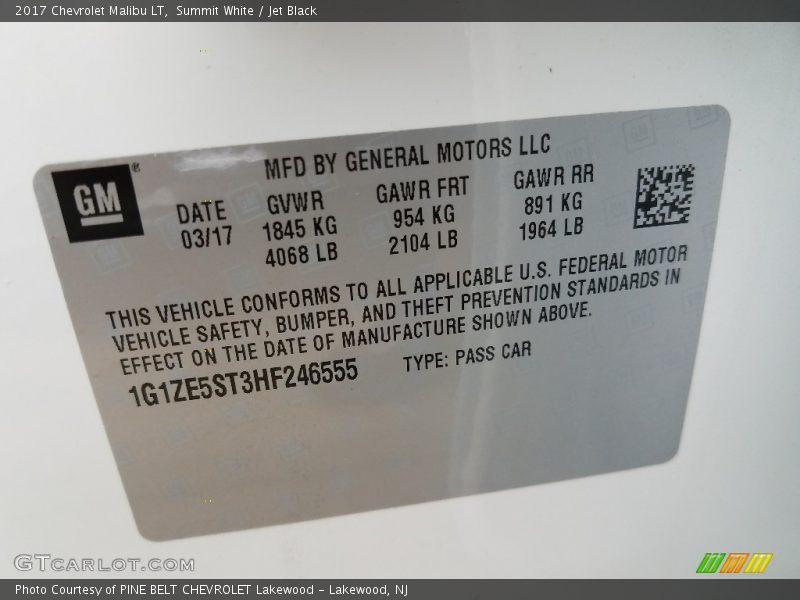 2017 Chevrolet Malibu LT, Summit White / Jet Black
MFD BY GENERAL MOTORS LLC
GM®
DATE GVWR GAWR FRT GAWR RR
03/17 1845 KG 954 KG 891 KG
4068 LB 2104 LB 1964 LB
THIS VEHICLE CONFORMS TO ALL APPLICABLE U.S. FEDERAL MOTOR
VEHICLE SAFETY, BUMPER, AND THEFT PREVENTION STANDARDS IN
EFFECT ON THE DATE OF MANUFACTURE SHOWN ABOVE.
1G1ZE5ST3HF246555 TYPE: PASS CAR
GTcarlot.com
Photo Courtesy of PINE BELT CHEVROLET Lakewood - Lakewood, NJ